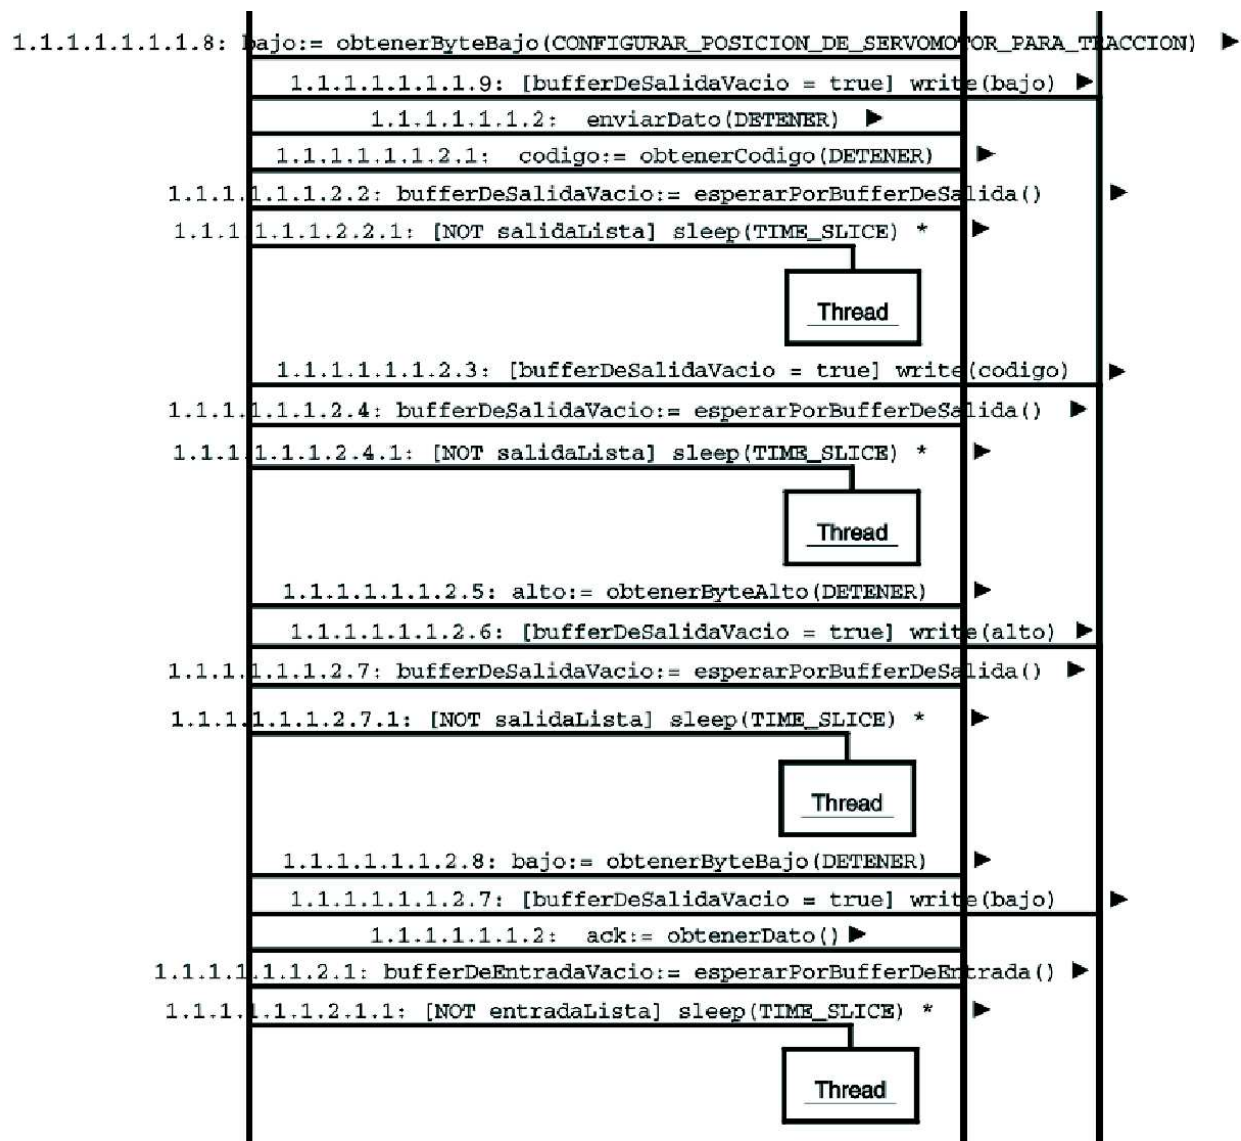 1.1.1.1.1.1.1.8: bajo:= obtenerByteBajo(CONFIGURAR_POSICION_DE_SERVOMOTOR_PARA_TRACCION)
1.1.1.1.1.1.1.9: [bufferDeSalidaVacio = true] write(bajo)
1.1.1.1.1.1.2: enviarDato(DETENER)
1.1.1.1.1.1.2.1: codigo:= obtenerCodigo(DETENER)
1.1.1.1.1.1.2.2: bufferDeSalidaVacio:= esperarPorBufferDeSalida()
1.1.1.1.1.1.2.2.1: [NOT salidaLista] sleep(TIME_SLICE) *
Thread
1.1.1.1.1.1.2.3: [bufferDeSalidaVacio = true] write(codigo)
1.1.1.1.1.1.2.4: bufferDeSalidaVacio:= esperarPorBufferDeSalida()
1.1.1.1.1.1.2.4.1: [NOT salidaLista] sleep(TIME_SLICE) *
Thread
1.1.1.1.1.1.2.5: alto:= obtenerByteAlto(DETENER)
1.1.1.1.1.1.2.6: [bufferDeSalidaVacio = true] write(alto)
1.1.1.1.1.1.2.7: bufferDeSalidaVacio:= esperarPorBufferDeSalida()
1.1.1.1.1.1.2.7.1: [NOT salidaLista] sleep(TIME_SLICE) *
Thread
1.1.1.1.1.1.2.8: bajo:= obtenerByteBajo(DETENER)
1.1.1.1.1.1.2.7: [bufferDeSalidaVacio = true] write(bajo)
1.1.1.1.1.1.2: ack:= obtenerDato()
1.1.1.1.1.1.2.1: bufferDeEntradaVacio:= esperarPorBufferDeEntrada()
1.1.1.1.1.1.2.1.1: [NOT entradaLista] sleep(TIME_SLICE) *
Thread